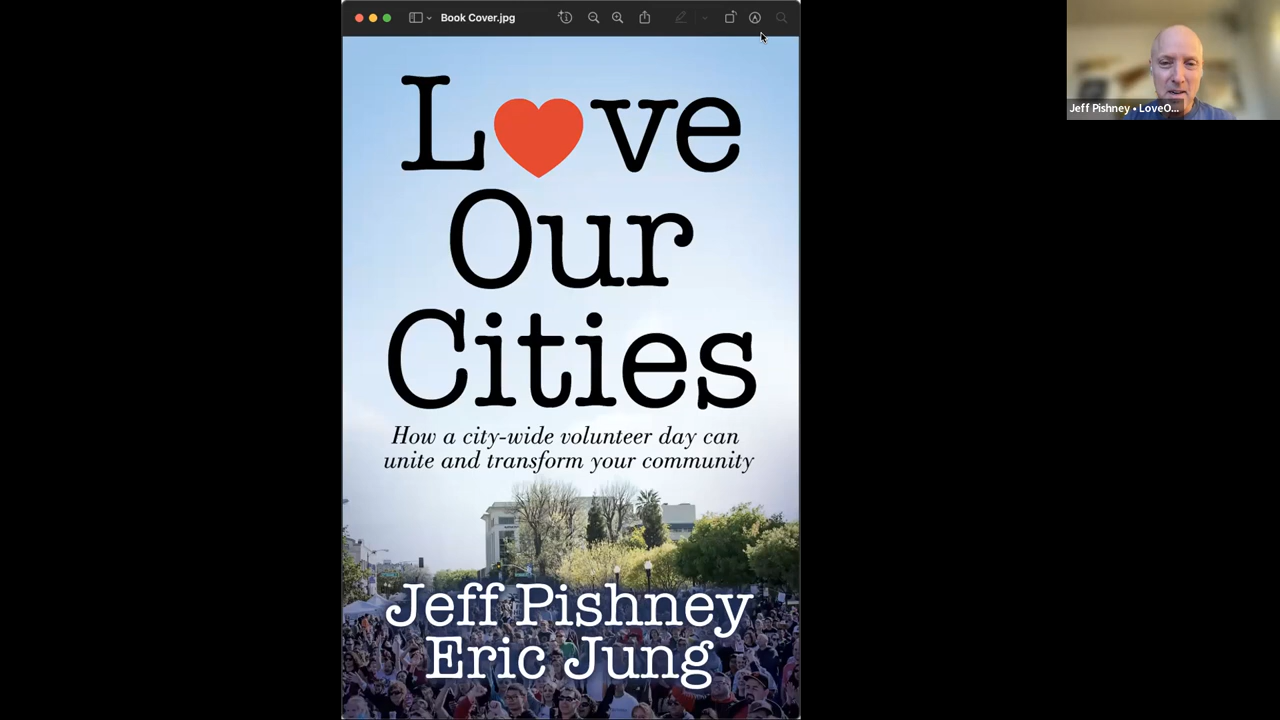 Book Cover.jpg
L❤ve
Our
Cities
How a city-wide volunteer day can
unite and transform your community
Jeff Pishney
Eric Jung
Jeff Pishney • LoveO...